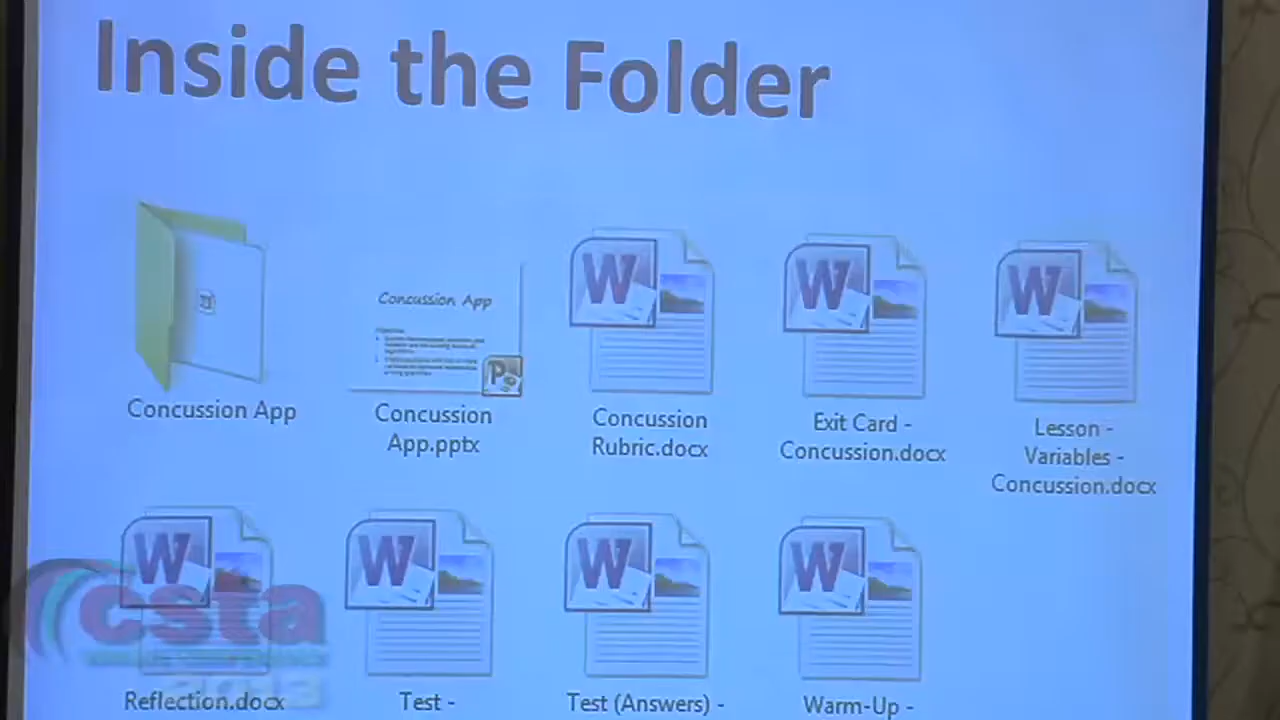 Inside the Folder
Concussion App
Concussion App
Concussion
App.pptx
Concussion
Rubric.docx
Exit Card -
Concussion.docx
Lesson -
Variables -
Concussion.docx
W
W
W
P
W
W
W
W
csta
2013
Reflection.docx
Test -
Test (Answers) -
Warm-Up -